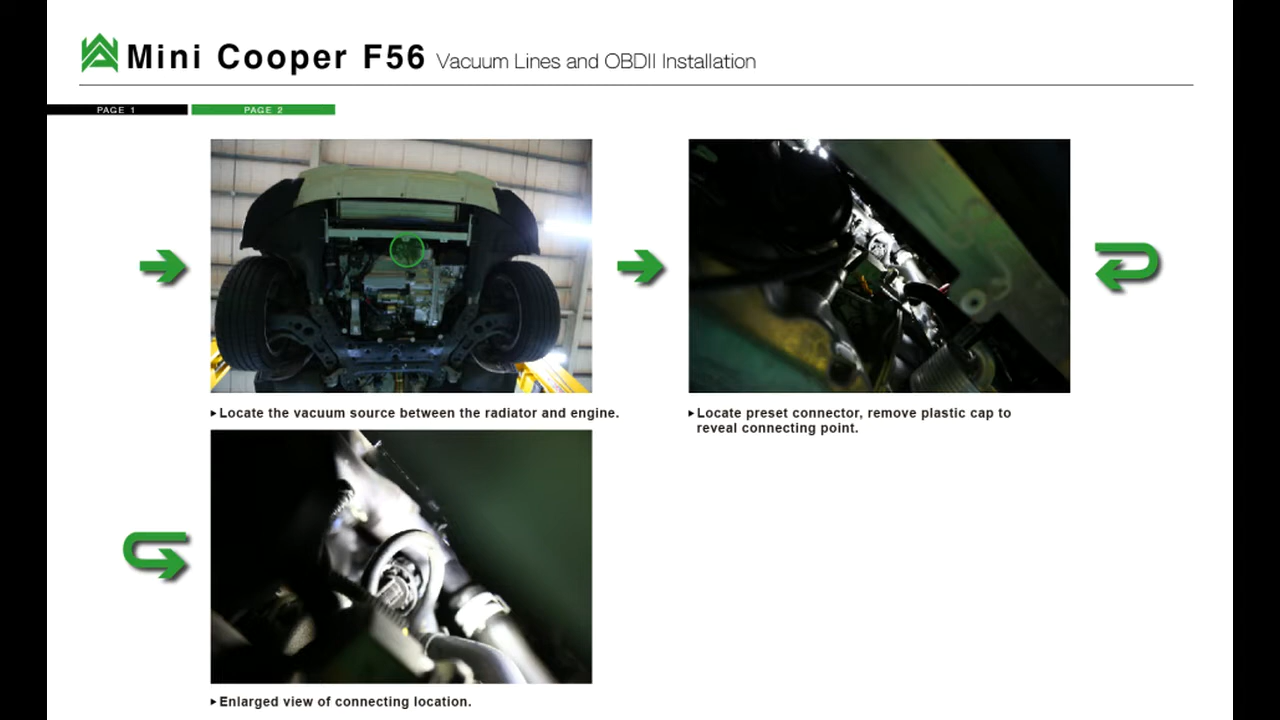 Mini Cooper F56 Vacuum Lines and OBDII Installation
PAGE 1 PAGE 2
Locate the vacuum source between the radiator and engine.
Locate preset connector, remove plastic cap to
reveal connecting point.
Enlarged view of connecting location.